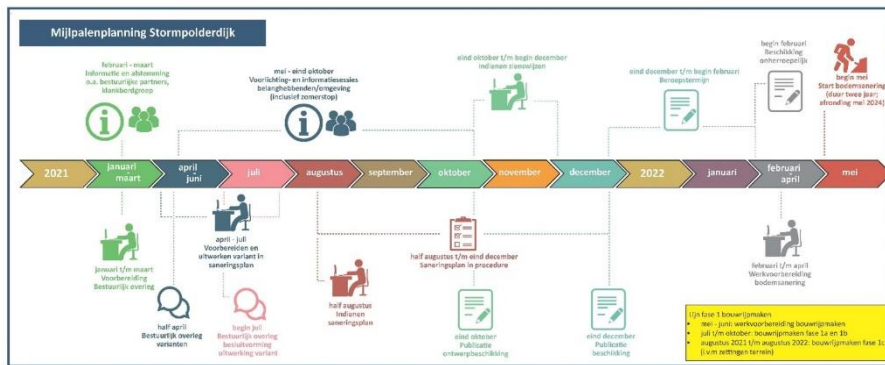 Mijlpalenplanning Stormpolderdijk
februari - maart
Informatie en afstemming
o.a. bestuurlijke partners,
klankbordgroep
mei - eind oktober
Voorlichting- en informatiesessies
belanghebbenden/omgeving
(inclusief zomerstop)
eind oktober t/m begin december
Indienen zienswijzen
eind december t/m begin februari
Beroepstermijn
begin februari
Beschikking
onherroepelijk
begin mei
Start bodemsanering
(duur twee jaar;
afronding mei 2024)
2021
januari
-
maart
april
-
juni
juli
augustus
september
oktober
november
december
2022
januari
februari
-
april
mei
januari t/m maart
Voorbereiding
Bestuurlijk overleg
half april
Bestuurlijk overleg
varianten
april - juli
Voorbereiden en
uitwerken variant in
saneringsplan
begin juli
Bestuurlijk overleg
besluitvorming
uitwerking variant
half augustus
Indienen
saneringsplan
half augustus t/m eind december
Saneringsplan in procedure
eind oktober
Publicatie
ontwerpbeschikking
eind december
Publicatie
beschikking
februari t/m april
Werkvoorbereiding
bodemsanering
fase 1 bouwrijpmaken
mei - juni: werkvoorbereiding bouwrijpmaken
juli t/m oktober: bouwrijpmaken fase 1a en 1b
augustus 2021 t/m augustus 2022: bouwrijpmaken fase 1c
(i.v.m zettingen terrein)